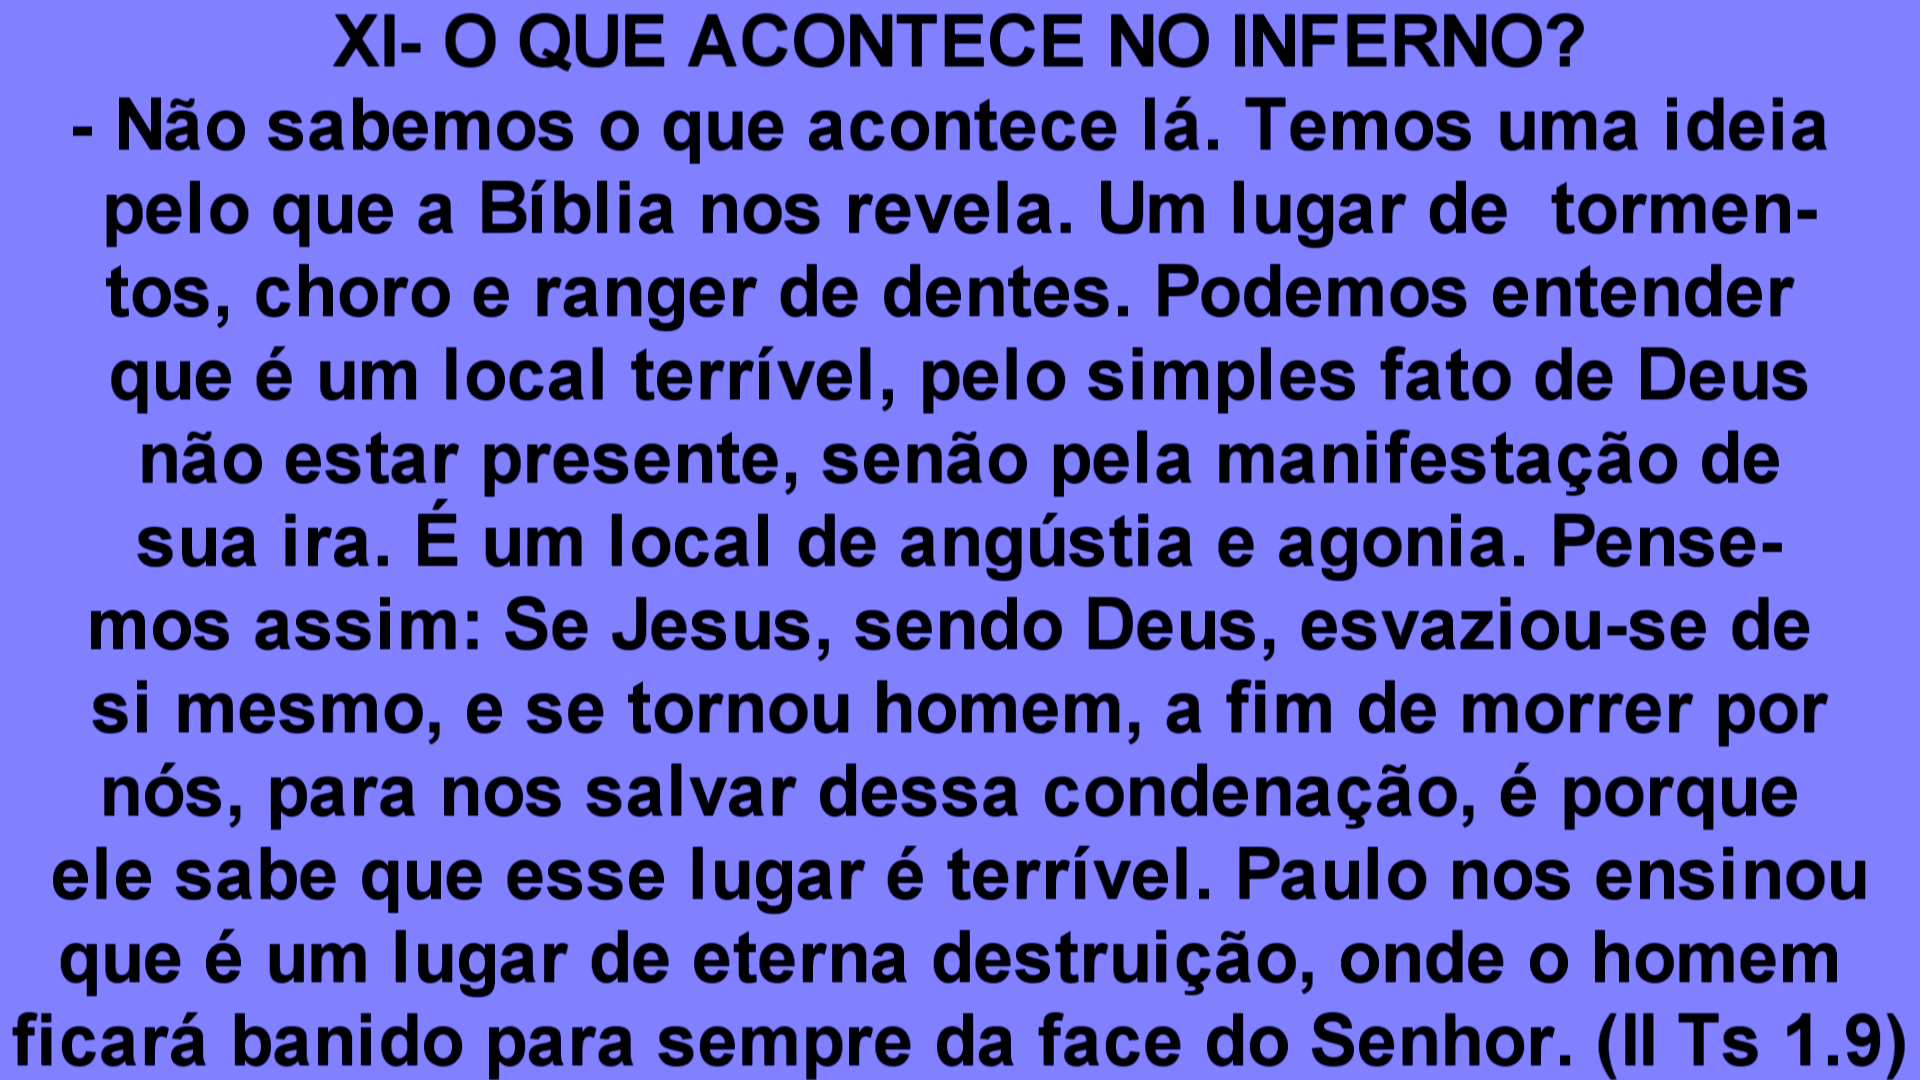 XI- O QUE ACONTECE NO INFERNO?
- Não sabemos o que acontece lá. Temos uma ideia
pelo que a Bíblia nos revela. Um lugar de  tormen-
tos, choro e ranger de dentes. Podemos entender
que é um local terrível, pelo simples fato de Deus
não estar presente, senão pela manifestação de
sua ira. É um local de angústia e agonia. Pense-
mos assim: Se Jesus, sendo Deus, esvaziou-se de
si mesmo, e se tornou homem, a fim de morrer por
nós, para nos salvar dessa condenação, é porque
ele sabe que esse lugar é terrível. Paulo nos ensinou
que é um lugar de eterna destruição, onde o homem
ficará banido para sempre da face do Senhor. (II Ts 1.9)